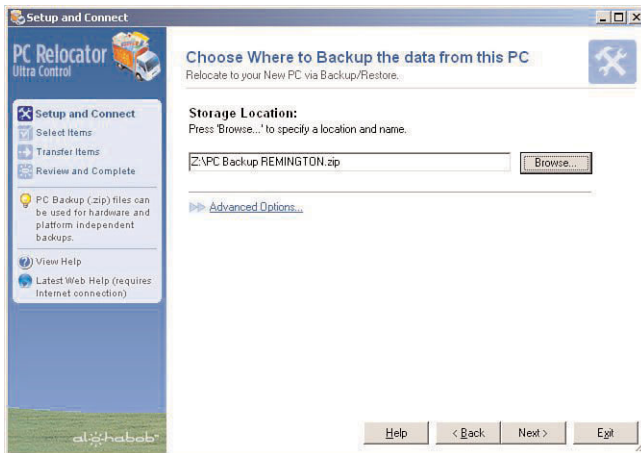 Setup and Connect
PC Relocator
Ultra Control
Setup and Connect
Select Items
Transfer Items
Review and Complete
PC Backup (.zip) files can
be used for hardware and
platform independent
backups.
View Help
Latest Web Help (requires
Internet connection)
alohabob™
Choose Where to Backup the data from this PC
Relocate to your New PC via Backup/Restore.
Storage Location:
Press 'Browse...' to specify a location and name.
Z:\PC Backup REMINGTON.zip
Browse...
Advanced Options...
Help
< Back
Next >
Exit